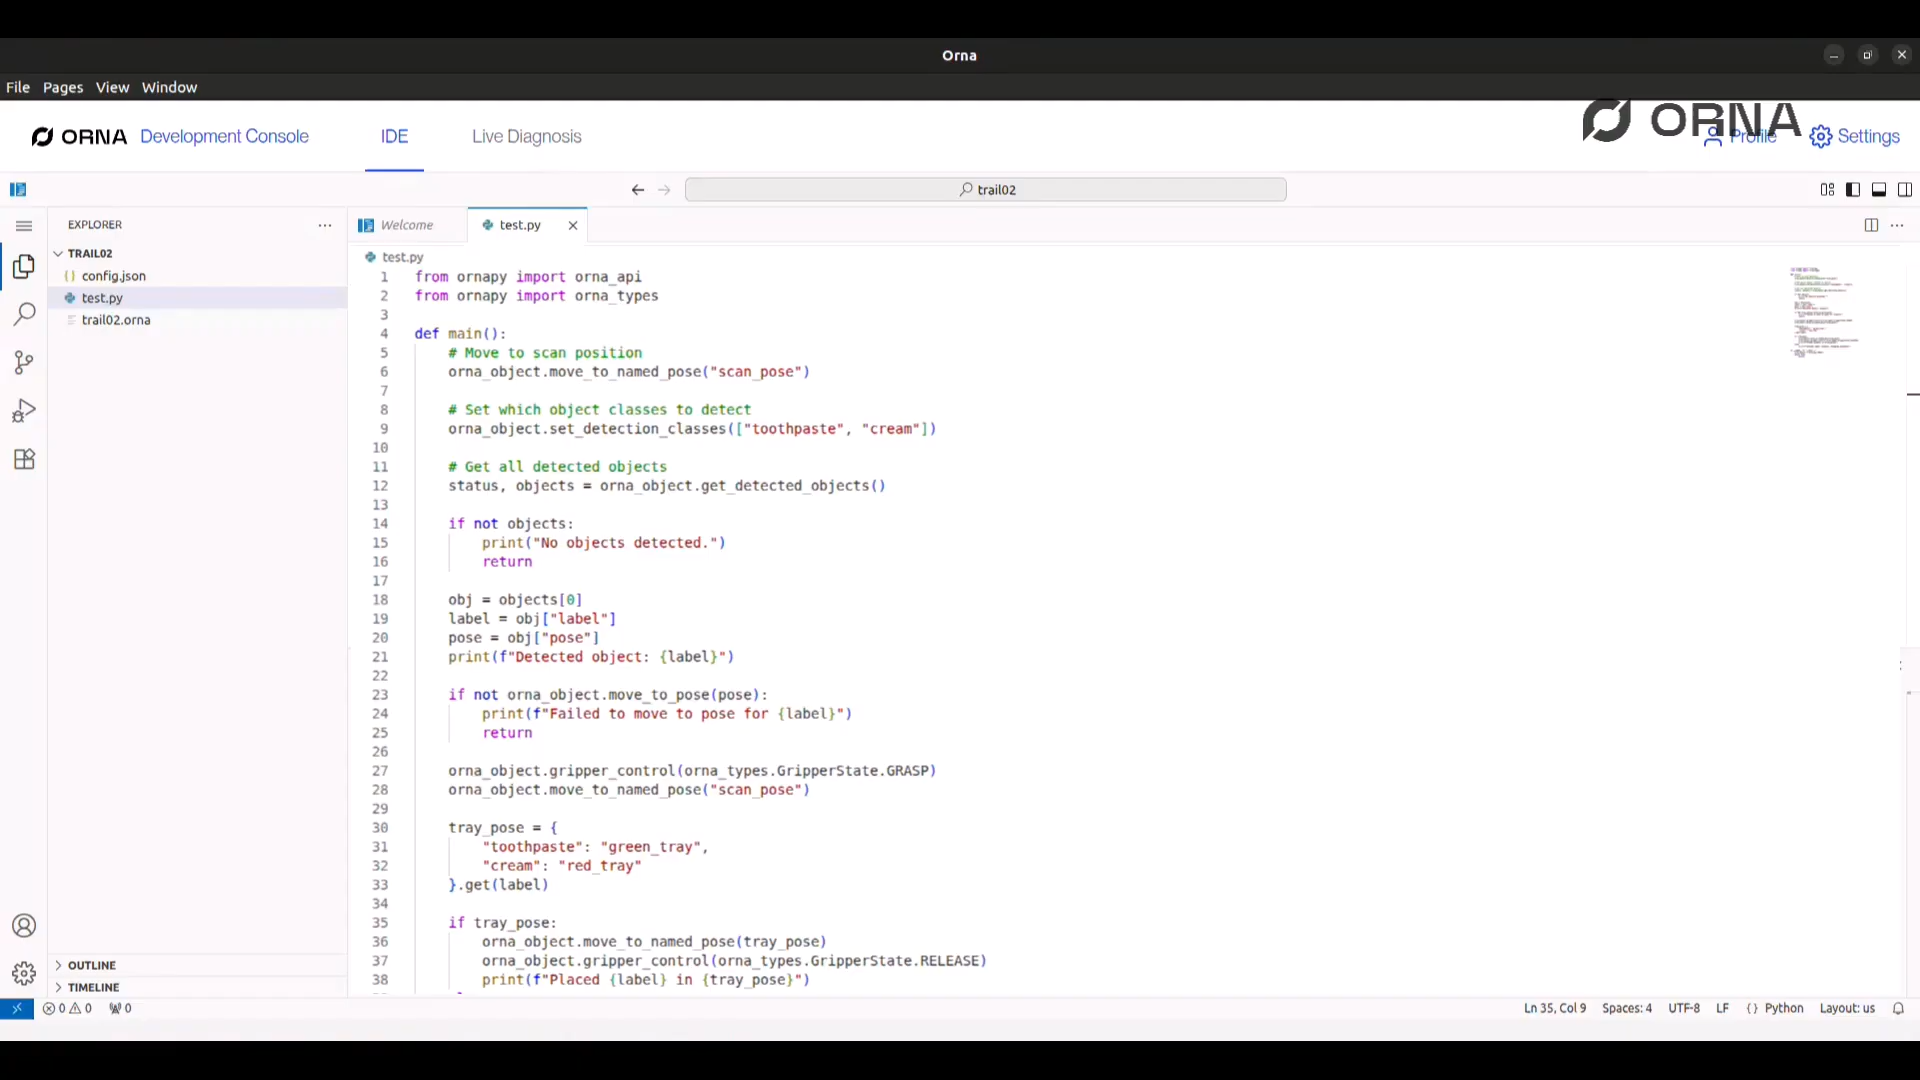 Orna
File Pages View Window
ORNA Development Console IDE Live Diagnosis Profile Settings
ORNA
trail02
EXPLORER
TRAIL02
config.json
test.py
trail02.orna
OUTLINE
TIMELINE
Welcome test.py
test.py
1 from ornapy import orna_api
2 from ornapy import orna_types
3
4 def main():
5 # Move to scan position
6 orna_object.move_to_named_pose("scan_pose")
7
8 # Set which object classes to detect
9 orna_object.set_detection_classes(["toothpaste", "cream"])
10
11 # Get all detected objects
12 status, objects = orna_object.get_detected_objects()
13
14 if not objects:
15 print("No objects detected.")
16 return
17
18 obj = objects[0]
19 label = obj["label"]
20 pose = obj["pose"]
21 print(f"Detected object: {label}")
22
23 if not orna_object.move_to_pose(pose):
24 print(f"Failed to move to pose for {label}")
25 return
26
27 orna_object.gripper_control(orna_types.GripperState.GRASP)
28 orna_object.move_to_named_pose("scan_pose")
29
30 tray_pose = {
31 "toothpaste": "green_tray",
32 "cream": "red_tray"
33 }.get(label)
34
35 if tray_pose:
36 orna_object.move_to_named_pose(tray_pose)
37 orna_object.gripper_control(orna_types.GripperState.RELEASE)
38 print(f"Placed {label} in {tray_pose}")
0 0 0 Ln 35, Col 9 Spaces: 4 UTF-8 LF {} Python Layout: us